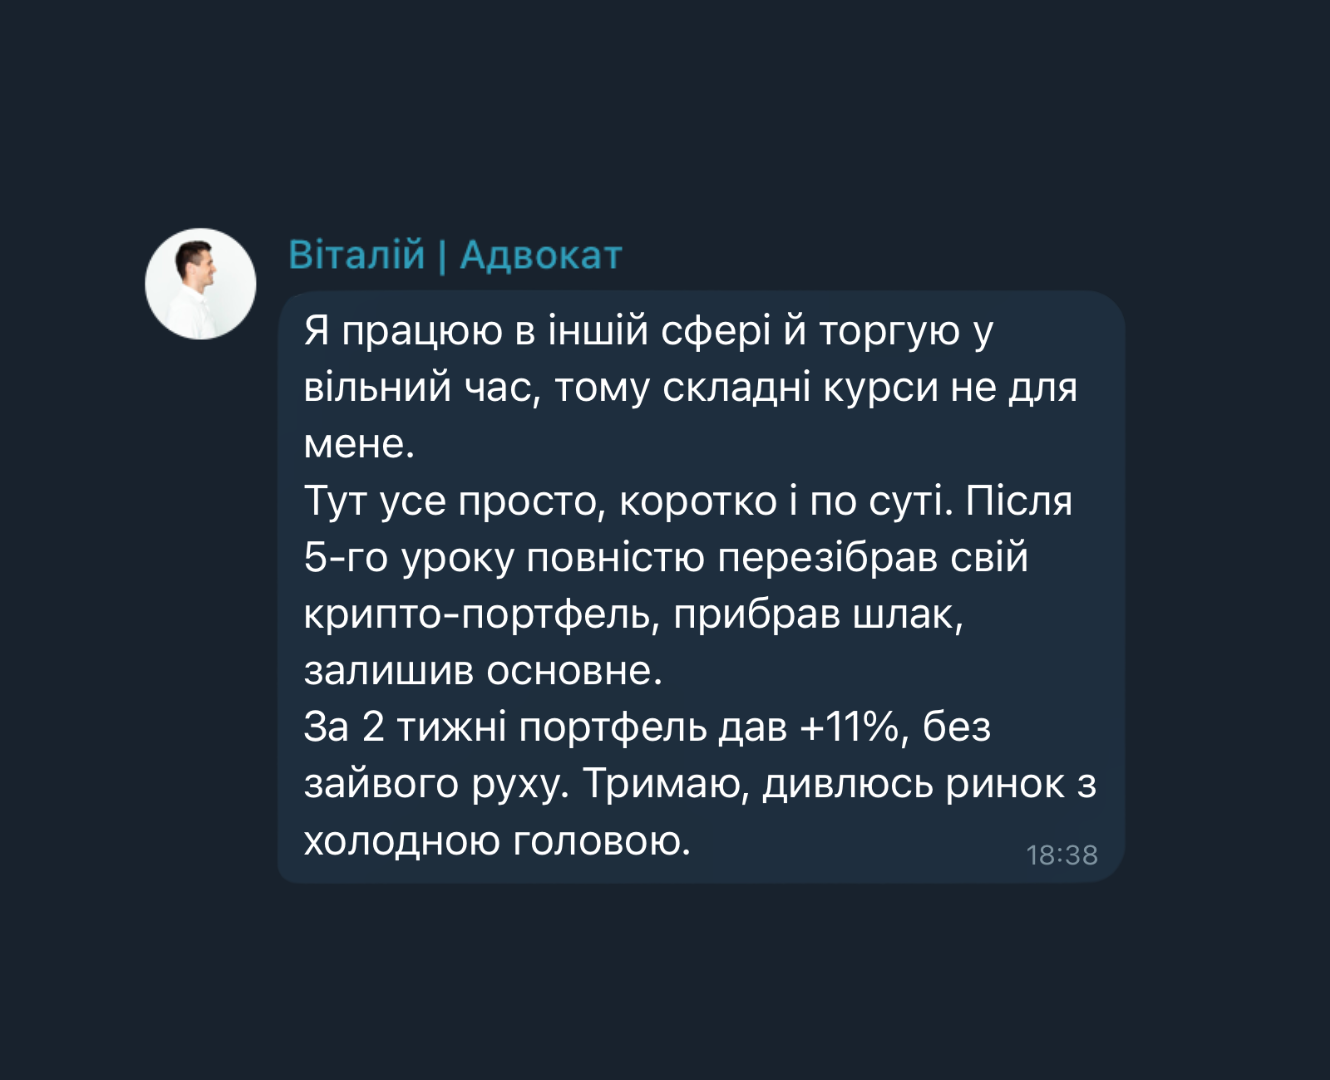 Віталій | Адвокат
Я працюю в іншій сфері й торгую у
вільний час, тому складні курси не для
мене.
Тут усе просто, коротко і по суті. Після
5-го уроку повністю перезібрав свій
крипто-портфель, прибрав шлак,
залишив основне.
За 2 тижні портфель дав +11%, без
зайвого руху. Тримаю, дивлюсь ринок з
холодною головою.
18:38